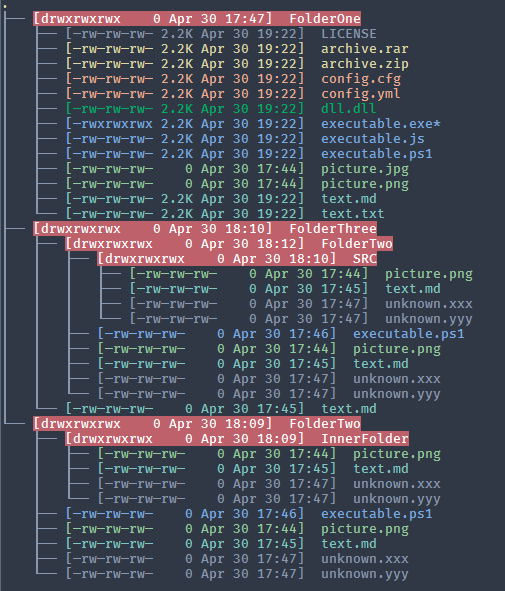 .
├── [drwxrwxrwx    0 Apr 30 17:47]  FolderOne
│   ├── [-rw-rw-rw- 2.2K Apr 30 19:22]  LICENSE
│   ├── [-rw-rw-rw- 2.2K Apr 30 19:22]  archive.rar
│   ├── [-rw-rw-rw- 2.2K Apr 30 19:22]  archive.zip
│   ├── [-rw-rw-rw- 2.2K Apr 30 19:22]  config.cfg
│   ├── [-rw-rw-rw- 2.2K Apr 30 19:22]  config.yml
│   ├── [-rw-rw-rw- 2.2K Apr 30 19:22]  dll.dll
│   ├── [-rwxrwxrwx 2.2K Apr 30 19:22]  executable.exe*
│   ├── [-rw-rw-rw- 2.2K Apr 30 19:22]  executable.js
│   ├── [-rw-rw-rw- 2.2K Apr 30 19:22]  executable.ps1
│   ├── [-rw-rw-rw-    0 Apr 30 17:44]  picture.jpg
│   ├── [-rw-rw-rw-    0 Apr 30 17:44]  picture.png
│   ├── [-rw-rw-rw- 2.2K Apr 30 19:22]  text.md
│   └── [-rw-rw-rw- 2.2K Apr 30 19:22]  text.txt
├── [drwxrwxrwx    0 Apr 30 18:10]  FolderThree
│   ├── [drwxrwxrwx    0 Apr 30 18:12]  FolderTwo
│   │   ├── [drwxrwxrwx    0 Apr 30 18:10]  SRC
│   │   │   ├── [-rw-rw-rw-    0 Apr 30 17:44]  picture.png
│   │   │   ├── [-rw-rw-rw-    0 Apr 30 17:45]  text.md
│   │   │   ├── [-rw-rw-rw-    0 Apr 30 17:47]  unknown.xxx
│   │   │   └── [-rw-rw-rw-    0 Apr 30 17:47]  unknown.yyy
│   │   ├── [-rw-rw-rw-    0 Apr 30 17:46]  executable.ps1
│   │   ├── [-rw-rw-rw-    0 Apr 30 17:44]  picture.png
│   │   ├── [-rw-rw-rw-    0 Apr 30 17:45]  text.md
│   │   ├── [-rw-rw-rw-    0 Apr 30 17:47]  unknown.xxx
│   │   └── [-rw-rw-rw-    0 Apr 30 17:47]  unknown.yyy
│   └── [-rw-rw-rw-    0 Apr 30 17:45]  text.md
└── [drwxrwxrwx    0 Apr 30 18:09]  FolderTwo
    ├── [drwxrwxrwx    0 Apr 30 18:09]  InnerFolder
    │   ├── [-rw-rw-rw-    0 Apr 30 17:44]  picture.png
    │   ├── [-rw-rw-rw-    0 Apr 30 17:45]  text.md
    │   ├── [-rw-rw-rw-    0 Apr 30 17:47]  unknown.xxx
    │   └── [-rw-rw-rw-    0 Apr 30 17:47]  unknown.yyy
    ├── [-rw-rw-rw-    0 Apr 30 17:46]  executable.ps1
    ├── [-rw-rw-rw-    0 Apr 30 17:44]  picture.png
    ├── [-rw-rw-rw-    0 Apr 30 17:45]  text.md
    ├── [-rw-rw-rw-    0 Apr 30 17:47]  unknown.xxx
    └── [-rw-rw-rw-    0 Apr 30 17:47]  unknown.yyy